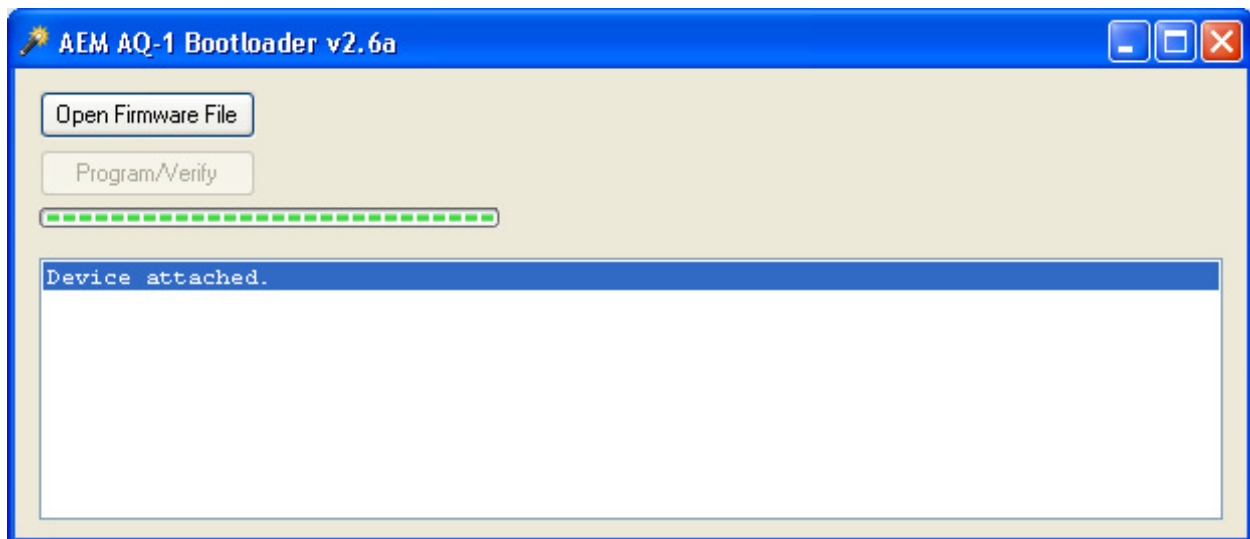 AEM AQ-1 Bootloader v2.6a
Open Firmware File
Program/Verify
Device attached.